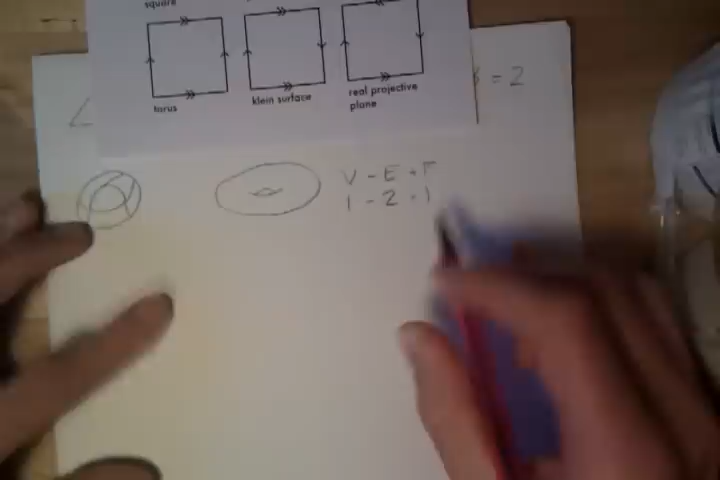 square
torus
klein surface
real projective
plane
= 2
V - E + F
1 - 2 + 1